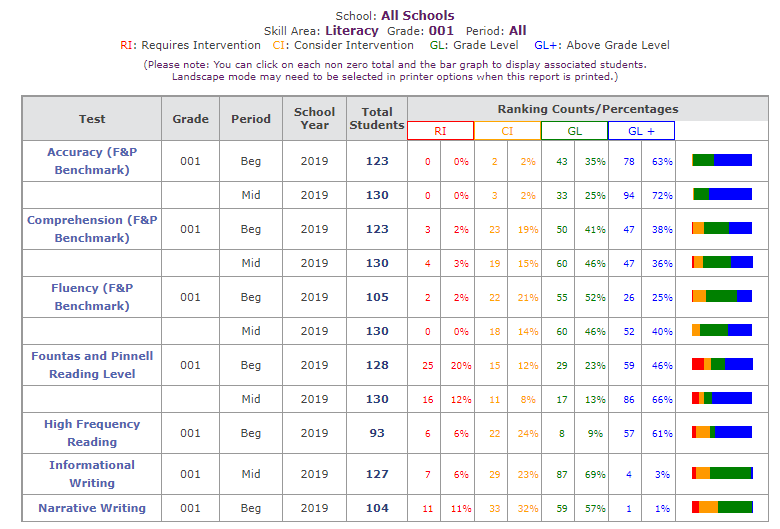 School: All Schools
Skill Area: Literacy Grade: 001 Period: All
RI: Requires Intervention CI: Consider Intervention GL: Grade Level GL+: Above Grade Level
(Please note: You can click on each non zero total and the bar graph to display associated students.
Landscape mode may need to be selected in printer options when this report is printed.)
Test Grade Period School Year Total Students Ranking Counts/Percentages
RI CI GL GL +
Accuracy (F&P Benchmark) 001 Beg 2019 123 0 0% 2 2% 43 35% 78 63%
Mid 2019 130 0 0% 3 2% 33 25% 94 72%
Comprehension (F&P Benchmark) 001 Beg 2019 123 3 2% 23 19% 50 41% 47 38%
Mid 2019 130 4 3% 19 15% 60 46% 47 36%
Fluency (F&P Benchmark) 001 Beg 2019 105 2 2% 22 21% 55 52% 26 25%
Mid 2019 130 0 0% 18 14% 60 46% 52 40%
Fountas and Pinnell Reading Level 001 Beg 2019 128 25 20% 15 12% 29 23% 59 46%
Mid 2019 130 16 12% 11 8% 17 13% 86 66%
High Frequency Reading 001 Beg 2019 93 6 6% 22 24% 8 9% 57 61%
Informational Writing 001 Mid 2019 127 7 6% 29 23% 87 69% 4 3%
Narrative Writing 001 Beg 2019 104 11 11% 33 32% 59 57% 1 1%